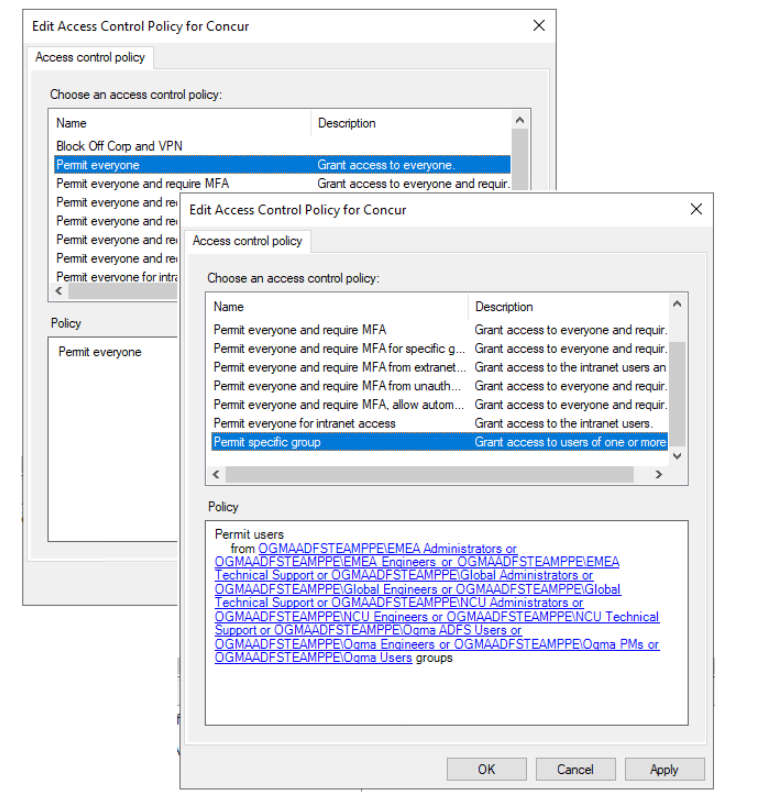 Edit Access Control Policy for Concur
Access control policy
Choose an access control policy:
Name Description
Block Off Corp and VPN
Permit everyone Grant access to everyone.
Permit everyone and require MFA Grant access to everyone and requir.
Permit everyone and re
Permit everyone and re
Permit everyone and re
Permit everyone and re
Permit everyone for intra
Policy
Permit everyone
Edit Access Control Policy for Concur
Access control policy
Choose an access control policy:
Name Description
Permit everyone and require MFA Grant access to everyone and requir.
Permit everyone and require MFA for specific g... Grant access to everyone and requir.
Permit everyone and require MFA from extranet... Grant access to the intranet users an
Permit everyone and require MFA from unauth... Grant access to everyone and requir.
Permit everyone and require MFA, allow autom... Grant access to everyone and requir.
Permit everyone for intranet access Grant access to the intranet users.
Permit specific group Grant access to users of one or more
Policy
Permit users
from OGMAADFSTEAMPPE\EMEA Administrators or
OGMAADFSTEAMPPE\EMEA Engineers or OGMAADFSTEAMPPE\EMEA
Technical Support or OGMAADFSTEAMPPE\Global Administrators or
OGMAADFSTEAMPPE\Global Engineers or OGMAADFSTEAMPPE\Global
Technical Support or OGMAADFSTEAMPPE\NCU Administrators or
OGMAADFSTEAMPPE\NCU Engineers or OGMAADFSTEAMPPE\NCU Technical
Support or OGMAADFSTEAMPPE\Ogma ADFS Users or
OGMAADFSTEAMPPE\Ogma Engineers or OGMAADFSTEAMPPE\Ogma PMs or
OGMAADFSTEAMPPE\Ogma Users groups
OK Cancel Apply